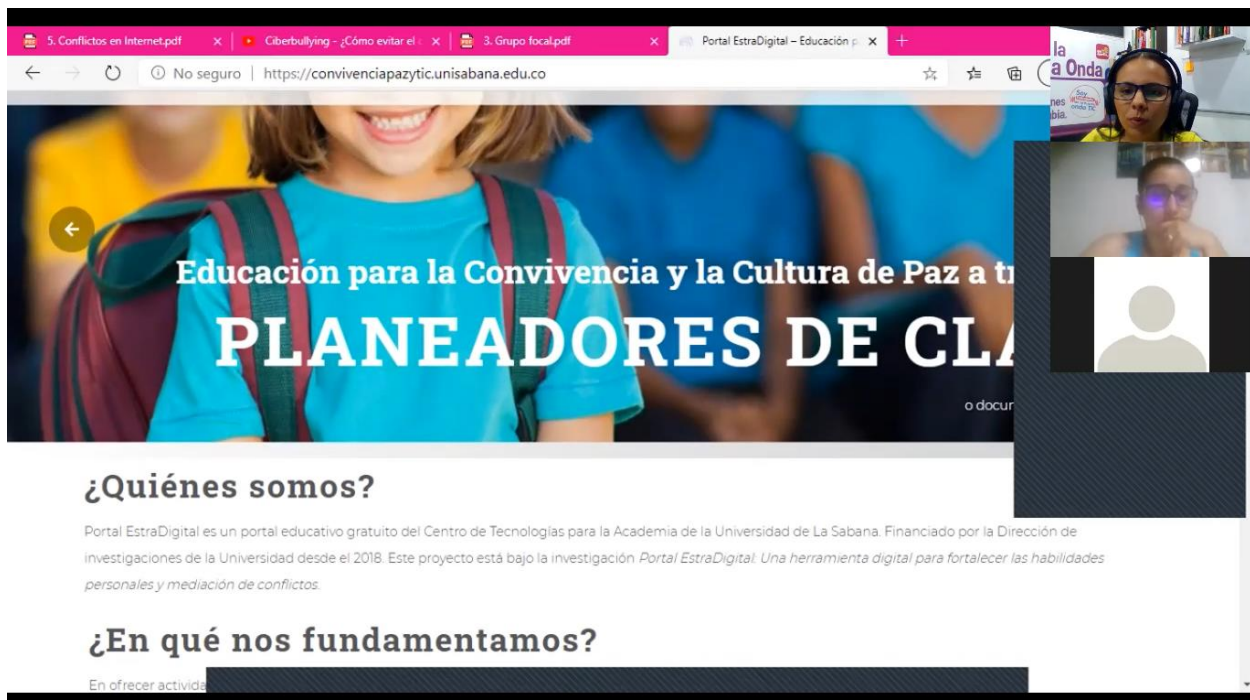 5. Conflictos en Internet.pdf
Ciberbullying - ¿Cómo evitar el c
3. Grupo focal.pdf
Portal EstraDigital – Educación p
No seguro | https://convivenciapazytic.unisabana.edu.co
la
a Onda
Soy
onda TIC
nes
bia.
Educación para la Convivencia y la Cultura de Paz a tr
PLANEADORES DE CLA
o docur
¿Quiénes somos?
Portal EstraDigital es un portal educativo gratuito del Centro de Tecnologías para la Academia de la Universidad de La Sabana. Financiado por la Dirección de
investigaciones de la Universidad desde el 2018. Este proyecto está bajo la investigación Portal EstraDigital: Una herramienta digital para fortalecer las habilidades
personales y mediación de conflictos.
¿En qué nos fundamentamos?
En ofrecer activida